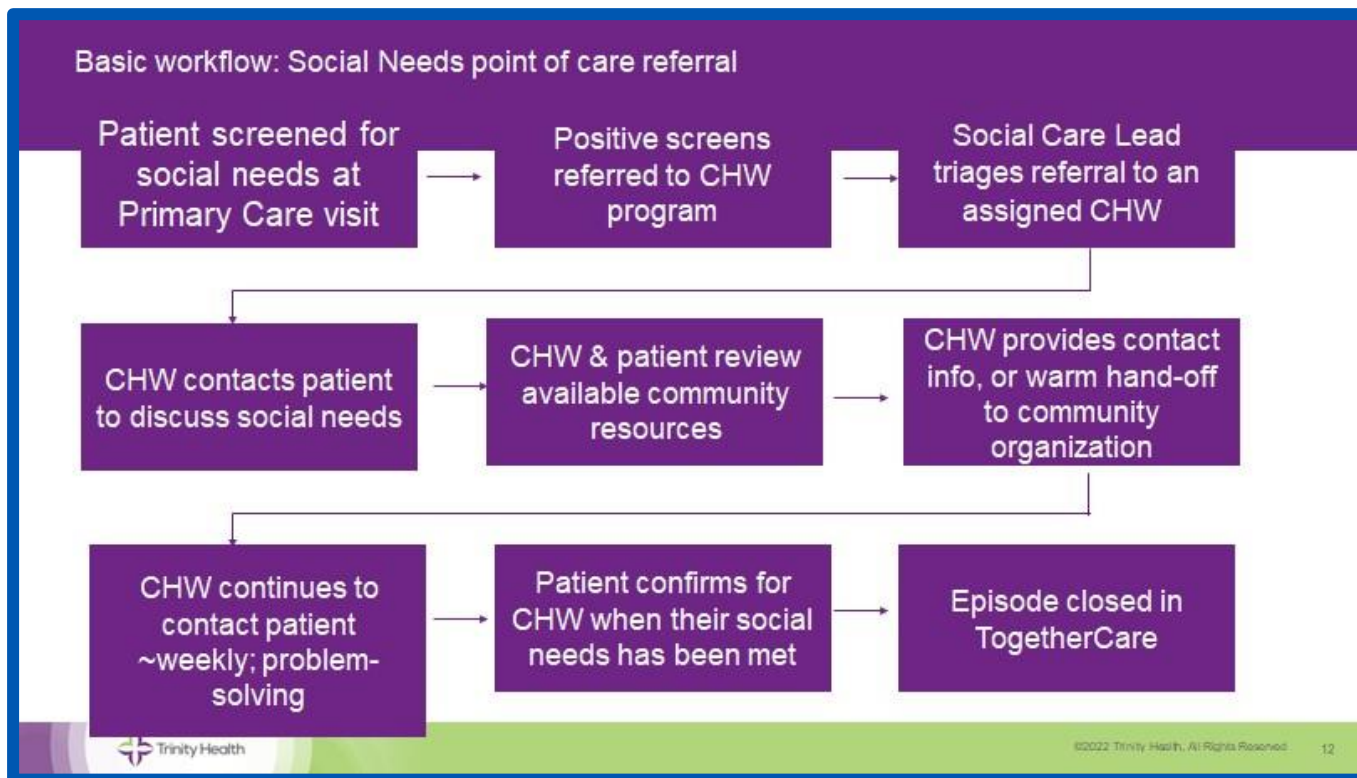 Basic workflow: Social Needs point of care referral
Patient screened for
social needs at
Primary Care visit
Positive screens
referred to CHW
program
Social Care Lead
triages referral to an
assigned CHW
CHW contacts patient
to discuss social needs
CHW & patient review
available community
resources
CHW provides contact
info, or warm hand-off
to community
organization
CHW continues to
contact patient
~weekly; problem-
solving
Patient confirms for
CHW when their social
needs has been met
Episode closed in
TogetherCare
Trinity Health
©2022 Trinity Health, All Rights Reserved
12